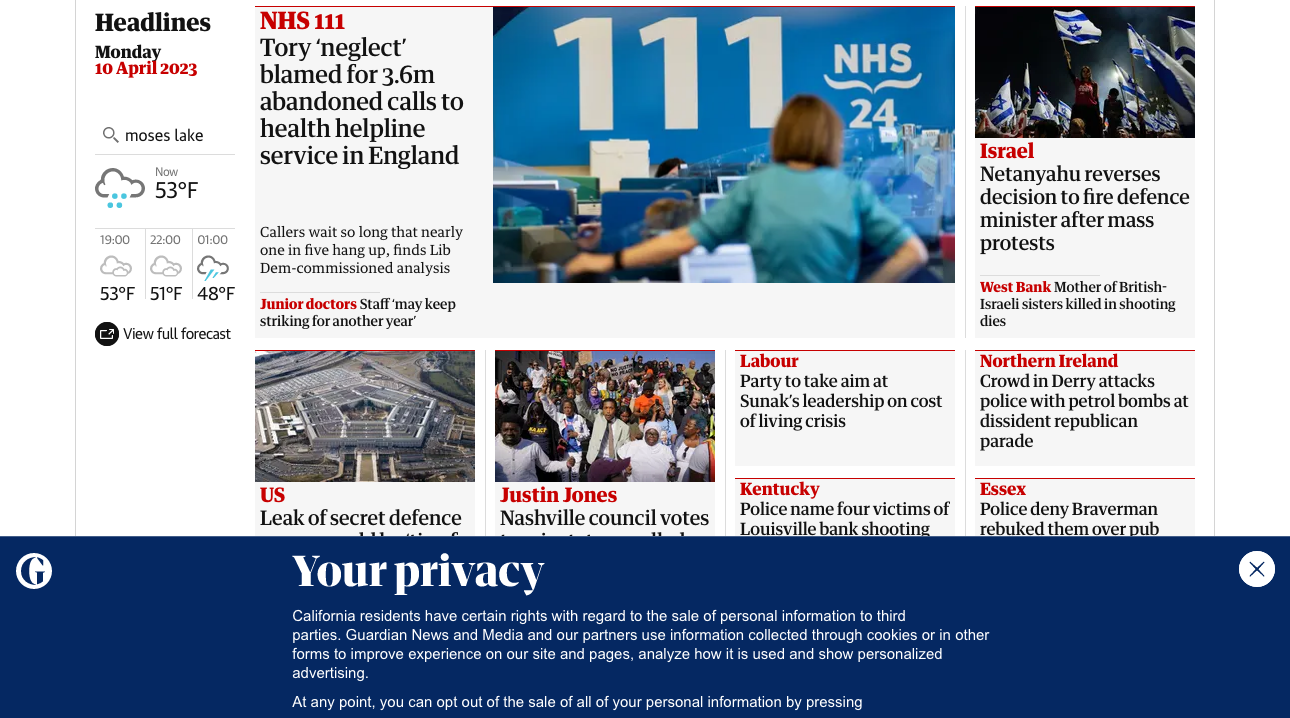 Headlines
Monday
10 April 2023
moses lake
Now
53°F
19:00
22:00
01:00
53°F
51°F
48°F
View full forecast
NHS 111
Tory ‘neglect’
blamed for 3.6m
abandoned calls to
health helpline
service in England
Callers wait so long that nearly
one in five hang up, finds Lib
Dem-commissioned analysis
Junior doctors Staff ‘may keep
striking for another year’
111
NHS
24
Israel
Netanyahu reverses
decision to fire defence
minister after mass
protests
West Bank Mother of British-
Israeli sisters killed in shooting
dies
US
Leak of secret defence
Justin Jones
Nashville council votes
Labour
Party to take aim at
Sunak’s leadership on cost
of living crisis
Kentucky
Police name four victims of
Louisville bank shooting
Northern Ireland
Crowd in Derry attacks
police with petrol bombs at
dissident republican
parade
Essex
Police deny Braverman
rebuked them over pub
Your privacy
California residents have certain rights with regard to the sale of personal information to third
parties. Guardian News and Media and our partners use information collected through cookies or in other
forms to improve experience on our site and pages, analyze how it is used and show personalized
advertising.
At any point, you can opt out of the sale of all of your personal information by pressing